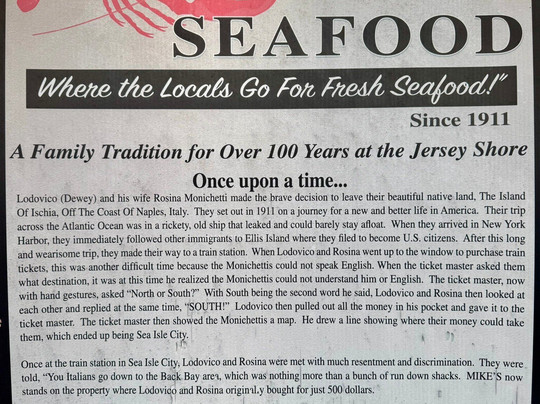 SEAFOOD
Where the Locals Go For Fresh Seafood!"
Since 1911
A Family Tradition for Over 100 Years at the Jersey Shore
Once upon a time...
Lodovico (Dewey) and his wife Rosina Monichetti made the brave decision to leave their beautiful native land, The Island
Of Ischia, Off The Coast Of Naples, Italy. They set out in 1911 on a journey for a new and better life in America. Their trip
across the Atlantic Ocean was in a rickety, old ship that leaked and could barely stay afloat. When they arrived in New York
Harbor, they immediately followed other immigrants to Ellis Island where they filed to become U.S. citizens. After this long
and wearisome trip, they made their way to a train station. When Lodovico and Rosina went up to the window to purchase train
tickets, this was another difficult time because the Monichettis could not speak English. When the ticket master asked them
what destination, it was at this time he realized the Monichettis could not understand him or English. The ticket master, now
with hand gestures, asked "North or South?" With South being the second word he said, Lodovico and Rosina then looked at
each other and replied at the same time, "SOUTH!" Lodovico then pulled out all the money in his pocket and gave it to the
ticket master. The ticket master then showed the Monichettis a map. He drew a line showing where their money could take
them, which ended up being Sea Isle City.
Once at the train station in Sea Isle City, Lodovico and Rosina were met with much resentment and discrimination. They were
told, "You Italians go down to the Back Bay area, which was nothing more than a bunch of run down shacks. MIKE'S now
stands on the property where Lodovico and Rosina originally bought for just 500 dollars.